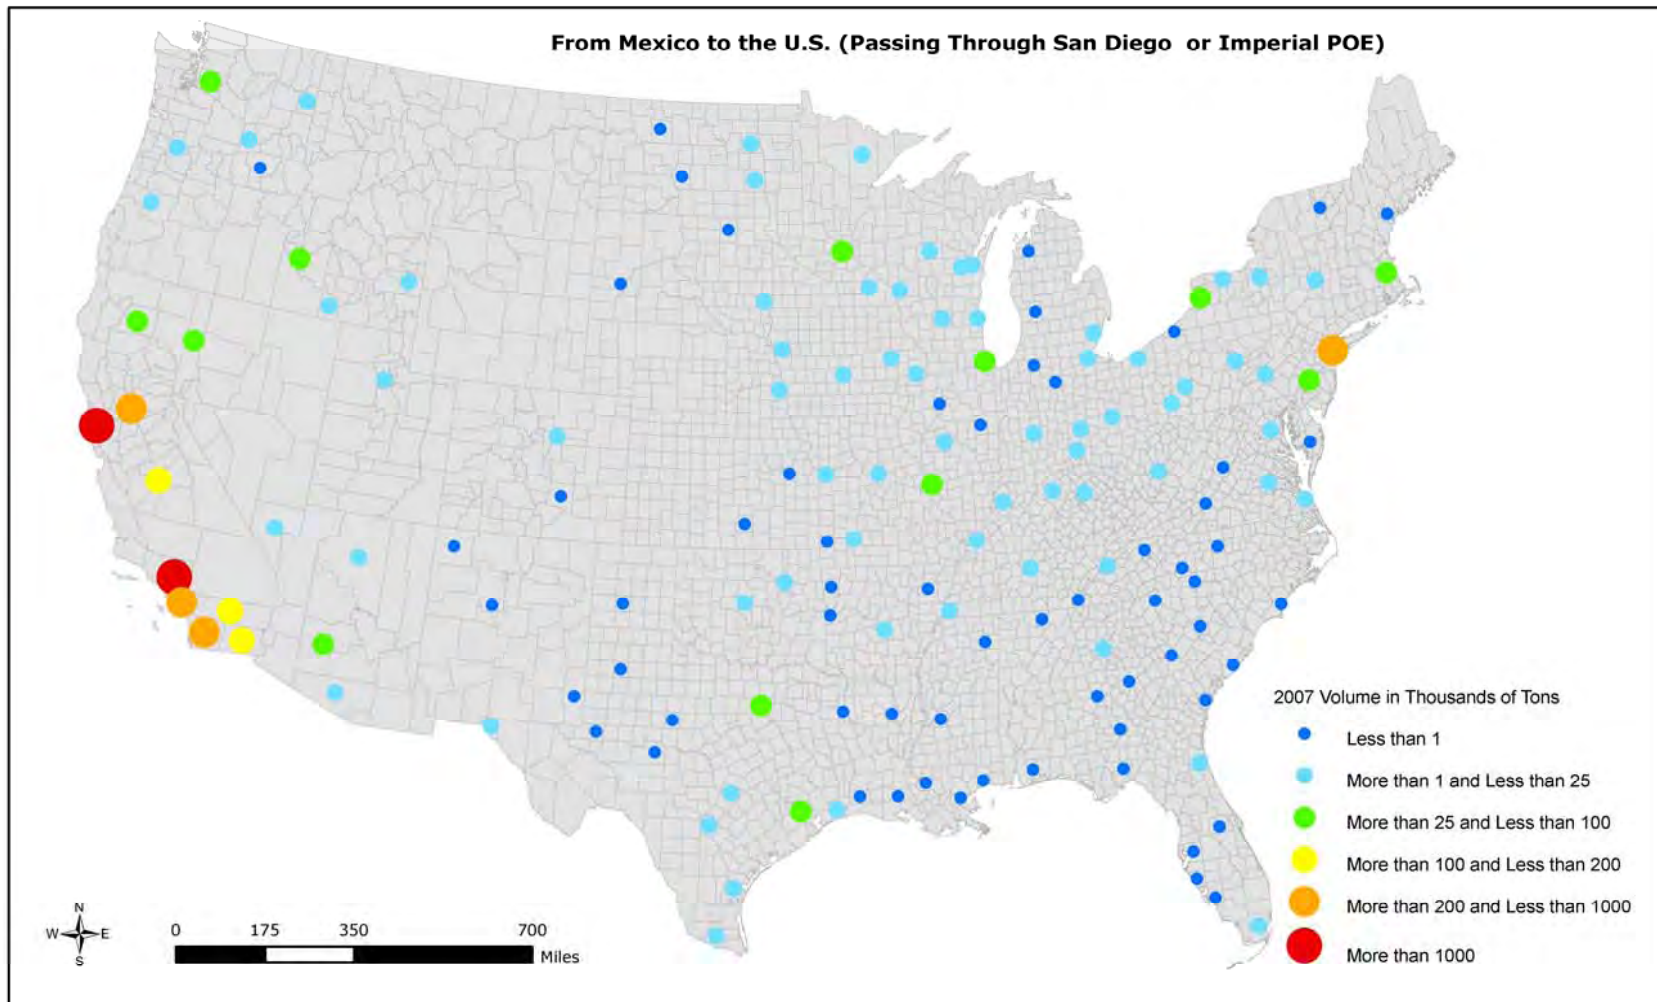 From Mexico to the U.S. (Passing Through San Diego or Imperial POE)
2007 Volume in Thousands of Tons
Less than 1
More than 1 and Less than 25
More than 25 and Less than 100
More than 100 and Less than 200
More than 200 and Less than 1000
More than 1000
N
W E
S
0 175 350 700
Miles